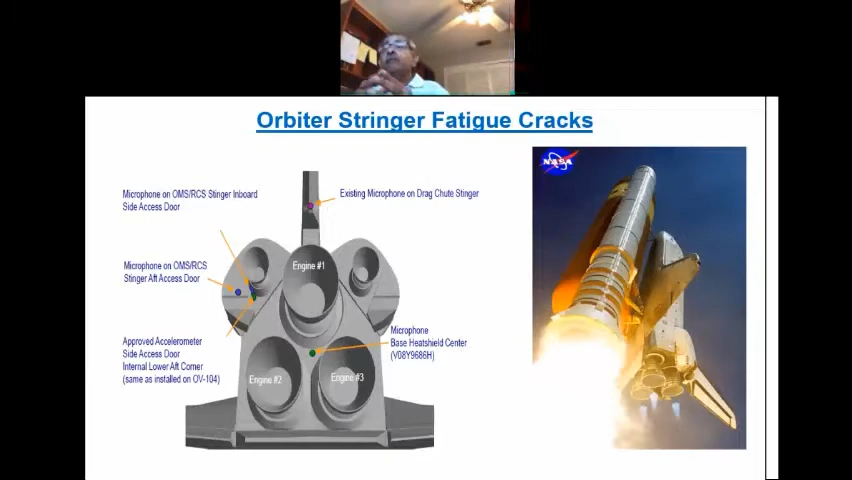 Orbiter Stringer Fatigue Cracks
Microphone on OMS/RCS Stinger Inboard
Side Access Door
Existing Microphone on Drag Chute Stinger
Microphone on OMS/RCS
Stinger Aft Access Door
Engine #1
Approved Accelerometer
Side Access Door
Internal Lower Aft Corner
(same as installed on OV-104)
Microphone
Base Heatshield Center
(V08Y9686H)
Engine #2
Engine #3
NASA